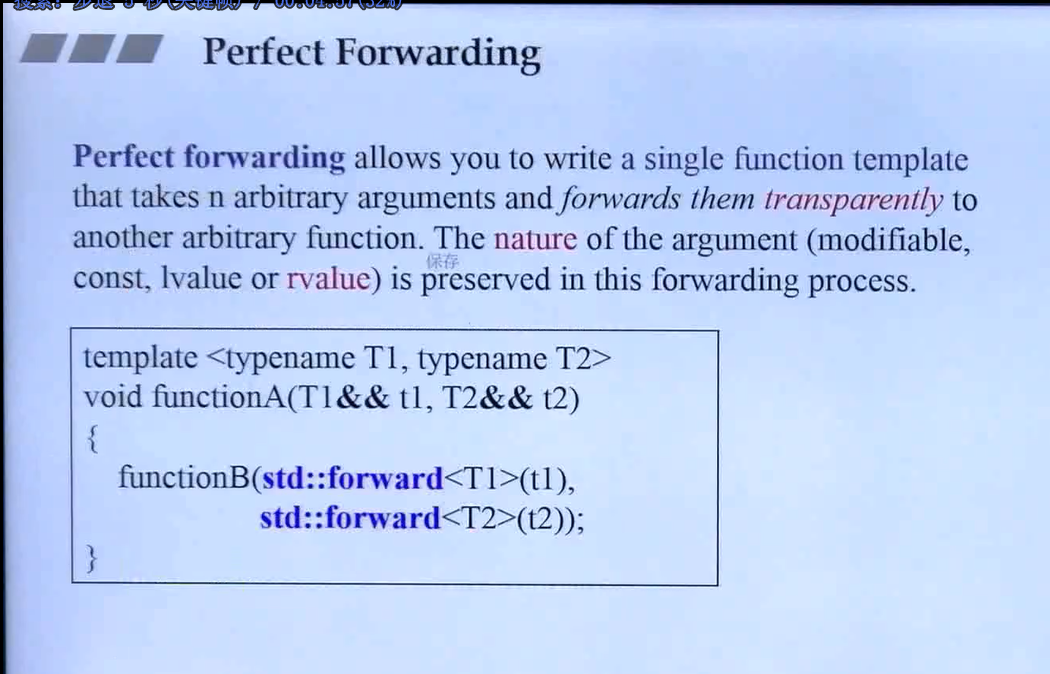 Perfect Forwarding
Perfect forwarding allows you to write a single function template
that takes n arbitrary arguments and forwards them transparently to
another arbitrary function. The nature of the argument (modifiable,
保存
const, lvalue or rvalue) is preserved in this forwarding process.
template <typename T1, typename T2>
void functionA(T1&& t1, T2&& t2)
{
functionB(std::forward<T1>(t1),
std::forward<T2>(t2));
}